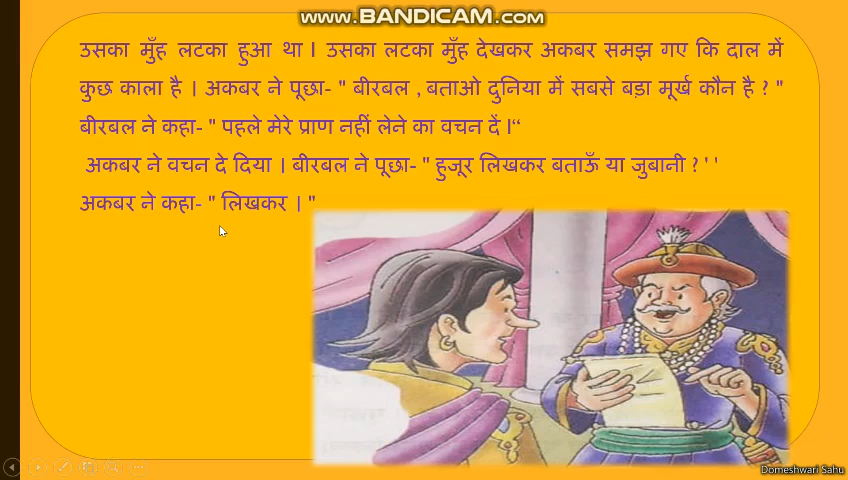 www.BANDICAM.com
उसका मुँह लटका हुआ था l उसका लटका मुँह देखकर अकबर समझ गए कि दाल में
कुछ काला है । अकबर ने पूछा- " बीरबल , बताओ दुनिया में सबसे बड़ा मूर्ख कौन है ? "
बीरबल ने कहा- " पहले मेरे प्राण नहीं लेने का वचन दें l“
अकबर ने वचन दे दिया । बीरबल ने पूछा- " हुजूर लिखकर बताऊँ या जुबानी ? ' '
अकबर ने कहा- " लिखकर । "
Domeshwari Sahu